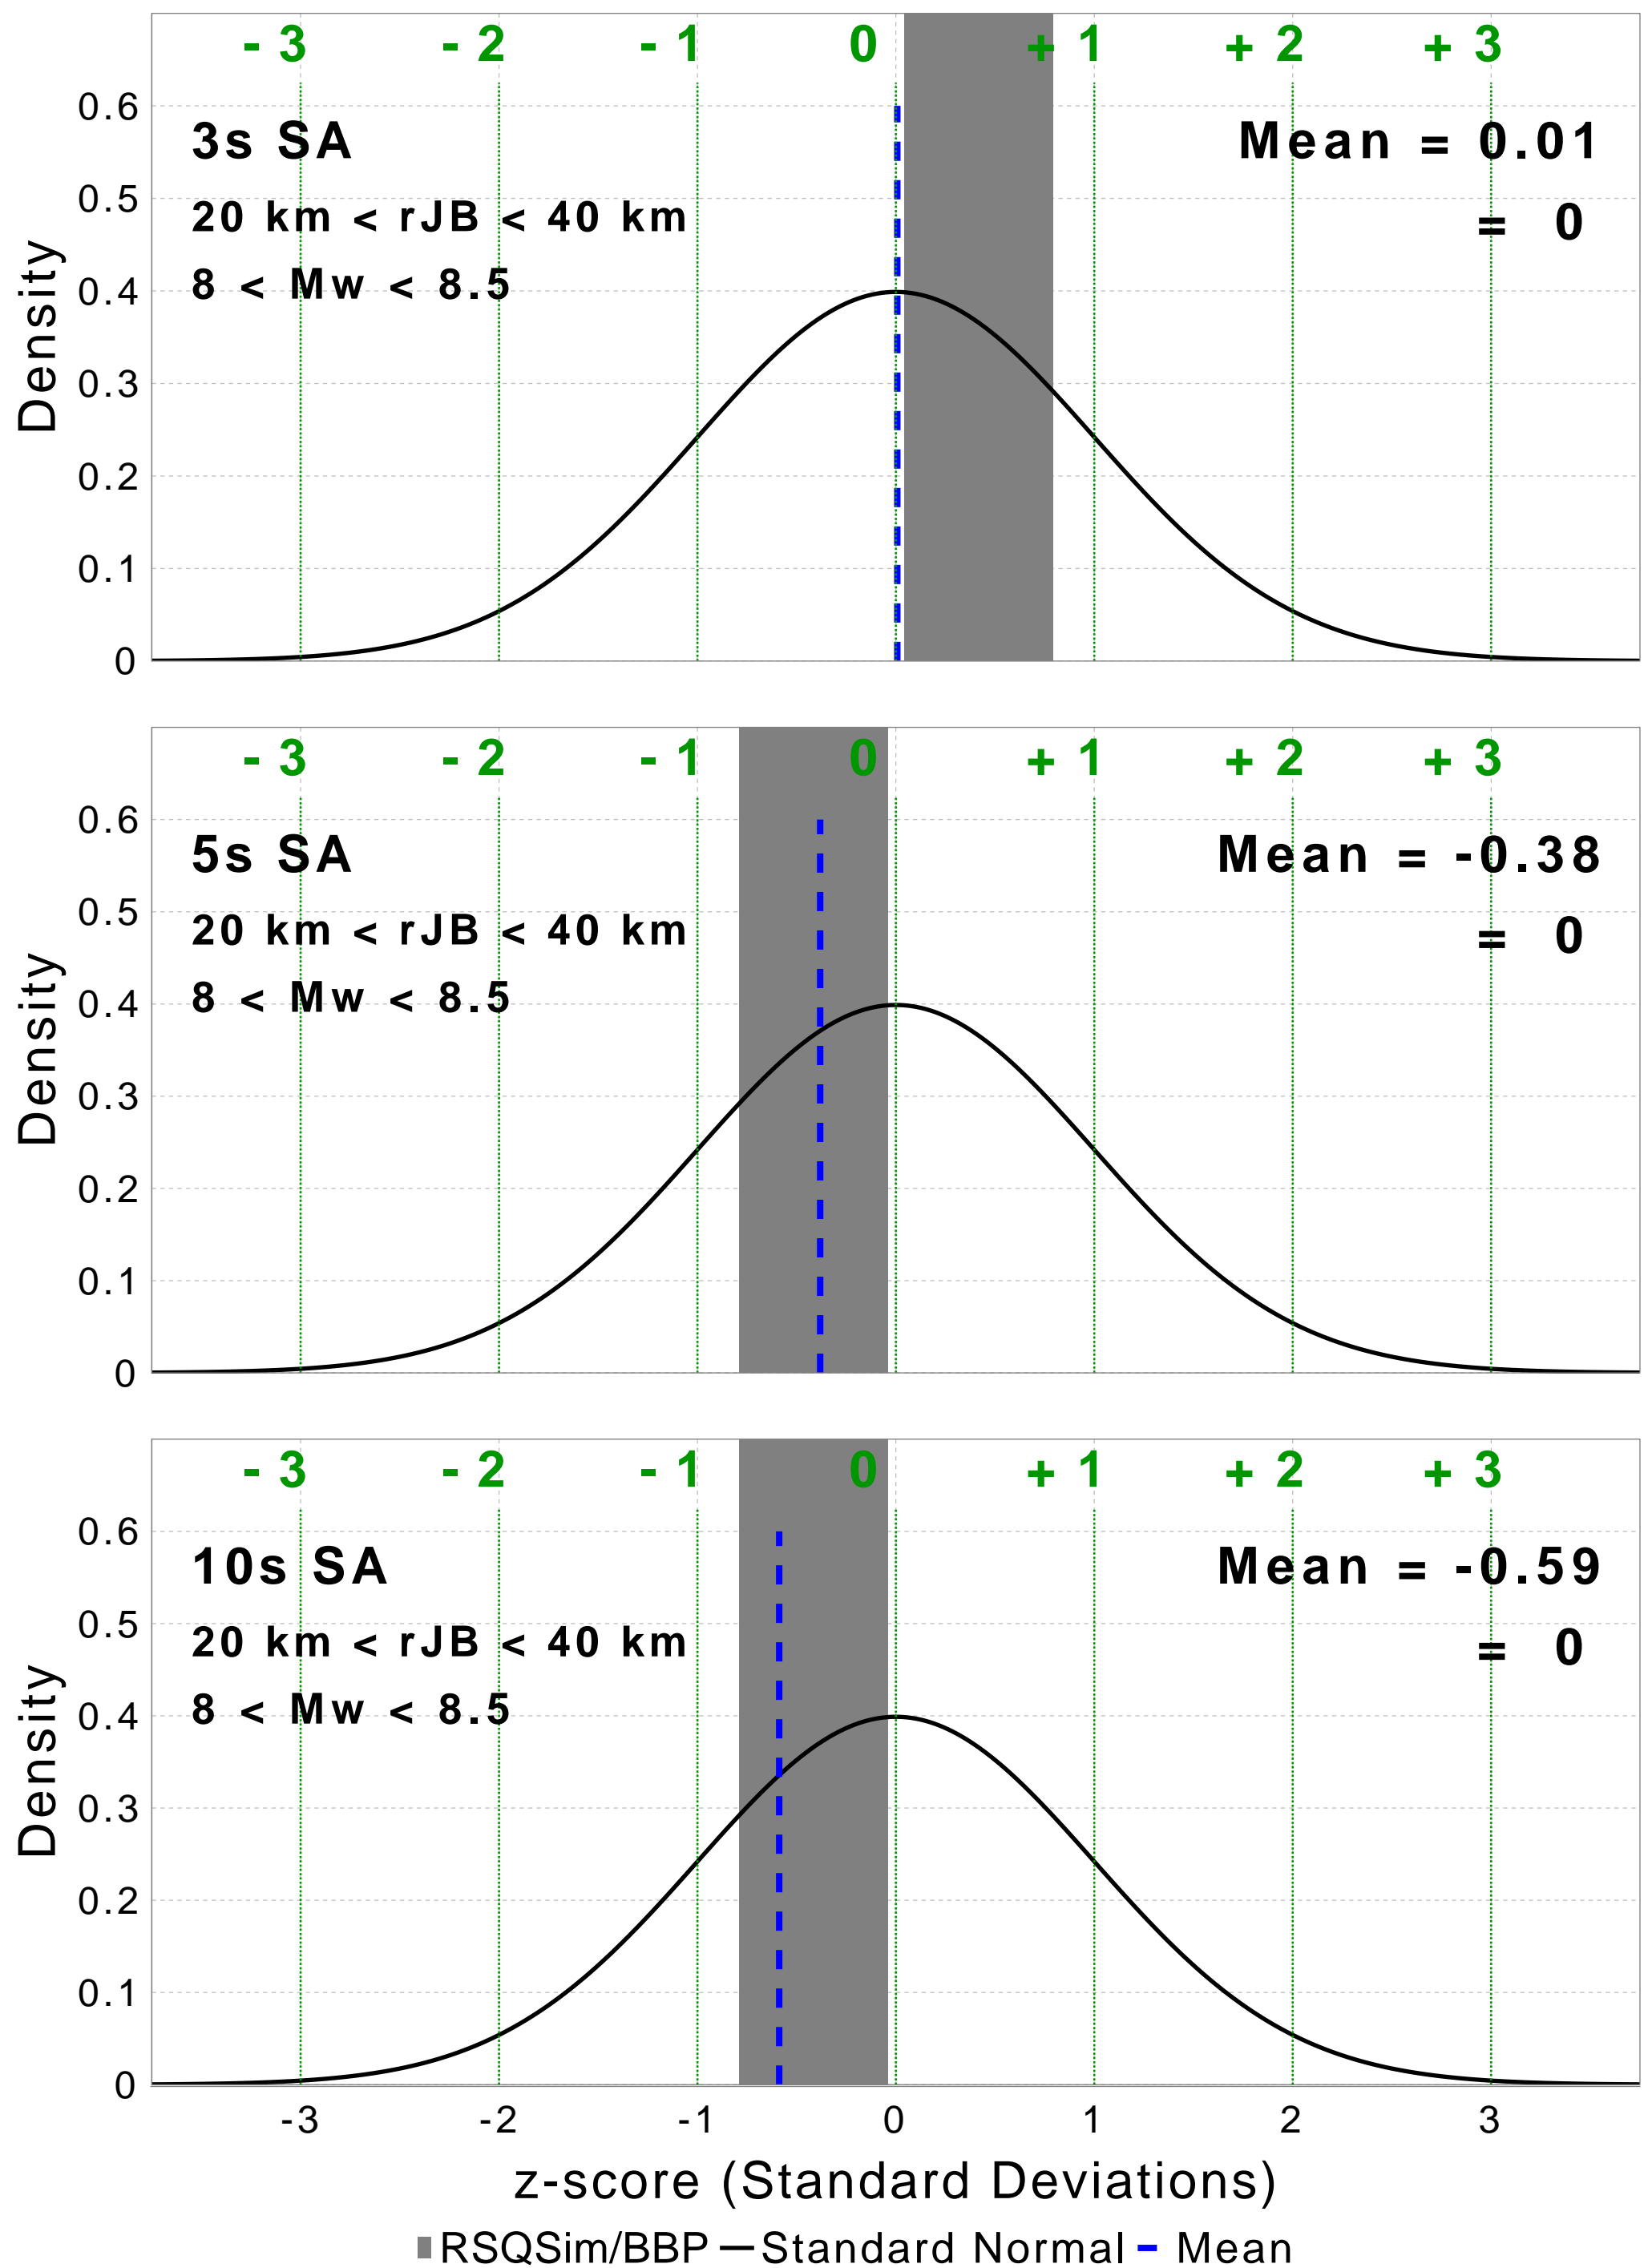 - 3 - 2 - 1 0 + 1 + 2 + 3
0.6
3s SA
Mean = 0.01
0.5
20 km < rJB < 40 km
= 0
8 < Mw < 8.5
0.4
0.3
0.2
0.1
0
Density
- 3 - 2 - 1 0 + 1 + 2 + 3
0.6
5s SA
Mean = -0.38
0.5
20 km < rJB < 40 km
= 0
8 < Mw < 8.5
0.4
0.3
0.2
0.1
0
Density
- 3 - 2 - 1 0 + 1 + 2 + 3
0.6
10s SA
Mean = -0.59
0.5
20 km < rJB < 40 km
= 0
8 < Mw < 8.5
0.4
0.3
0.2
0.1
0
Density
-3 -2 -1 0 1 2 3
z-score (Standard Deviations)
RSQSim/BBP Standard Normal Mean